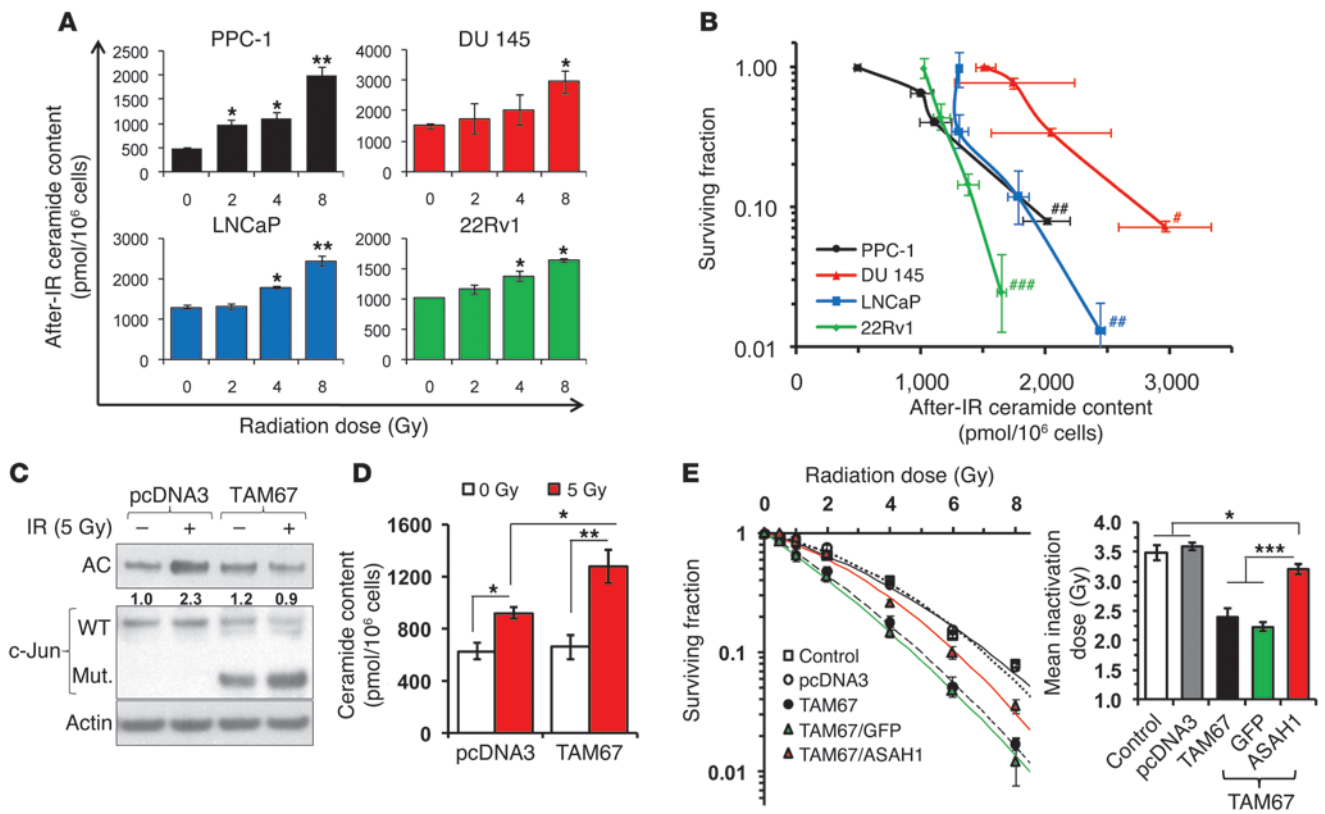 A
PPC-1
DU 145
2500
2000
1500
1000
500
0
* * **
0 2 4 8
4000
3000
2000
1000
0
*
0 2 4 8
LNCaP
22Rv1
3000
2000
1000
0
* **
0 2 4 8
2000
1500
1000
500
0
* *
0 2 4 8
After-IR ceramide content
(pmol/10⁶ cells)
Radiation dose (Gy)
B
1.00
0.10
0.01
Surviving fraction
PPC-1
DU 145
LNCaP
22Rv1
##
#
###
##
0 1,000 2,000 3,000
After-IR ceramide content
(pmol/10⁶ cells)
C
pcDNA3 TAM67
IR (5 Gy) – + – +
AC
1.0 2.3 1.2 0.9
c-Jun
WT
Mut.
Actin
D
0 Gy 5 Gy
1600
1200
800
400
0
Ceramide content
(pmol/10⁶ cells)
*
*
**
pcDNA3 TAM67
E
Radiation dose (Gy)
0 2 4 6 8
1
0.1
0.01
Surviving fraction
Control
pcDNA3
TAM67
TAM67/GFP
TAM67/ASAH1
4.0
3.5
3.0
2.5
2.0
1.5
1.0
Mean inactivation
dose (Gy)
*
***
Control
pcDNA3
TAM67
GFP
ASAH1
TAM67